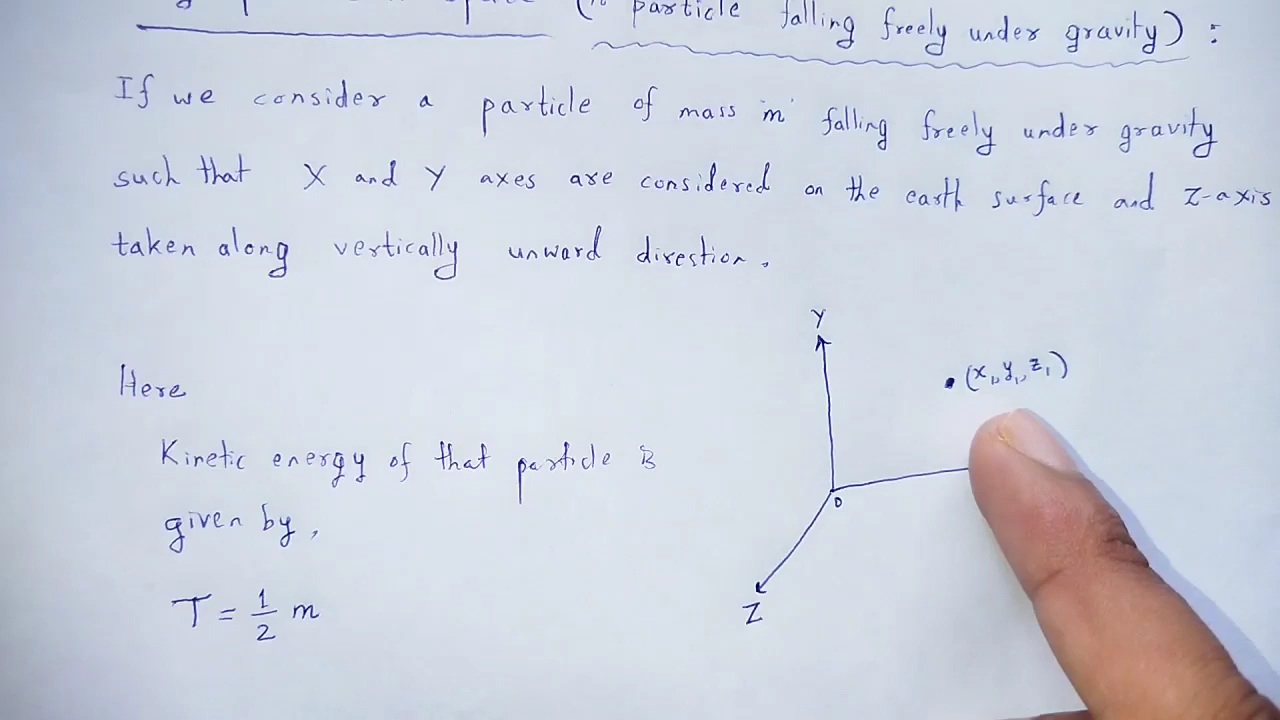 (a particle falling freely under gravity) :
If we consider a particle of mass 'm' falling freely under gravity
such that X and Y axes are considered on the earth surface and Z-axis
taken along vertically unward direstion.
Y
(x₁, y₁, z₁)
Here
Kinetic energy of that particle is
given by,
O
T = 1/2 m
Z